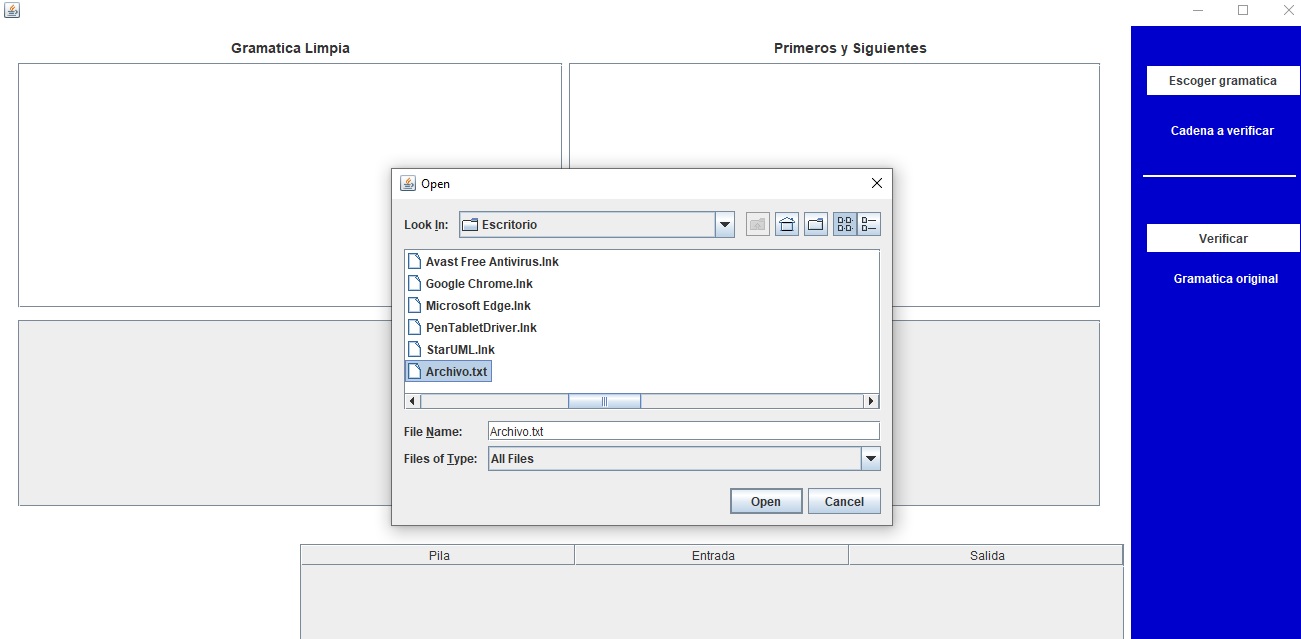 Gramatica Limpia
Primeros y Siguientes
Escoger gramatica
Cadena a verificar
Verificar
Gramatica original
Open
Look In: Escritorio
Avast Free Antivirus.lnk
Google Chrome.lnk
Microsoft Edge.lnk
PenTabletDriver.lnk
StarUML.lnk
Archivo.txt
File Name: Archivo.txt
Files of Type: All Files
Open Cancel
Pila Entrada Salida